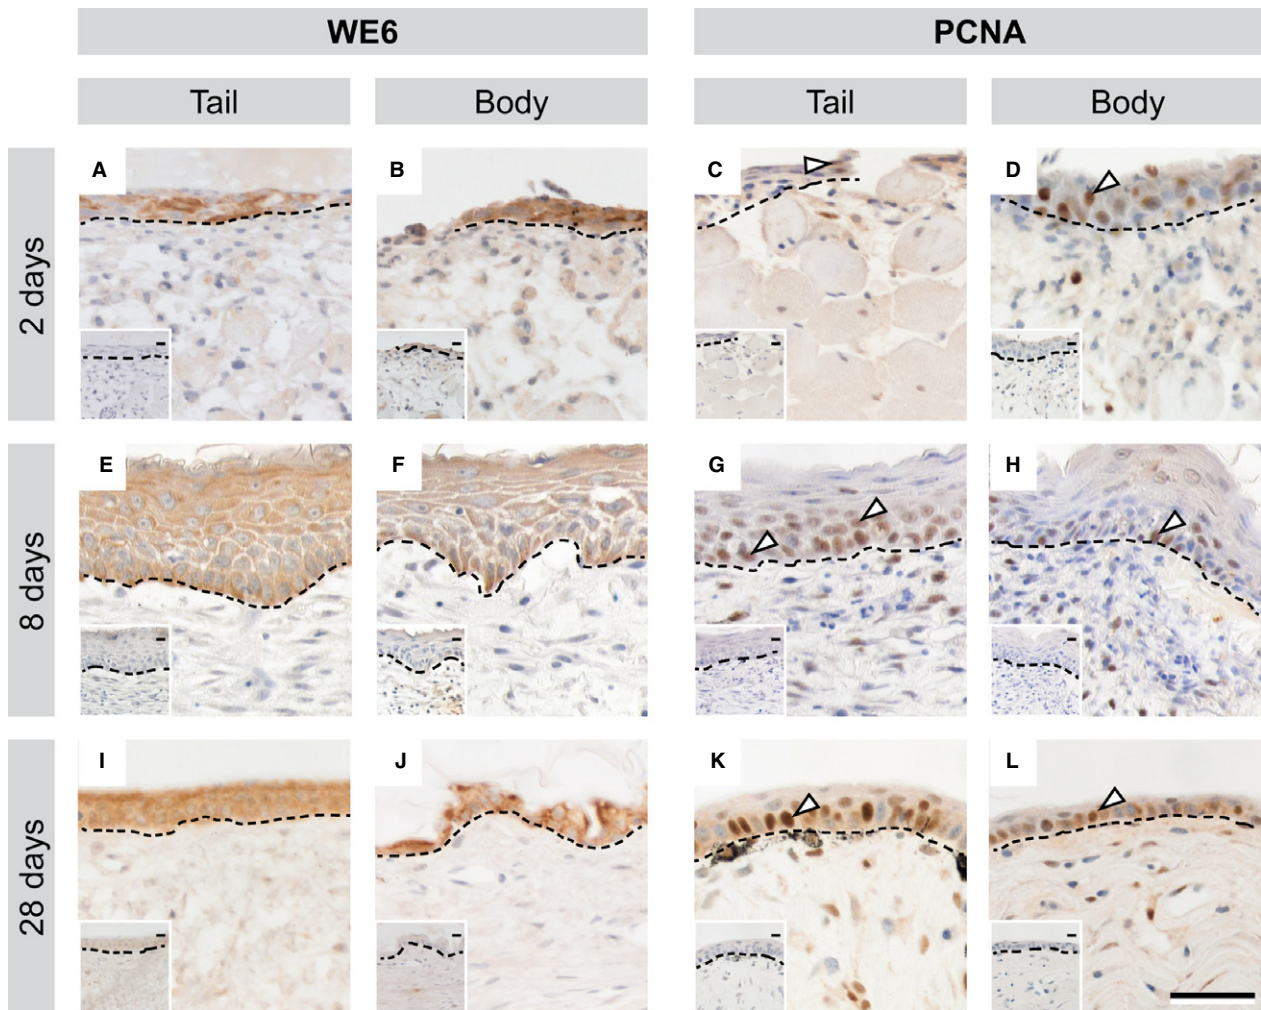 WE6 PCNA
Tail Body Tail Body
2 days
A B C D
8 days
E F G H
28 days
I J K L